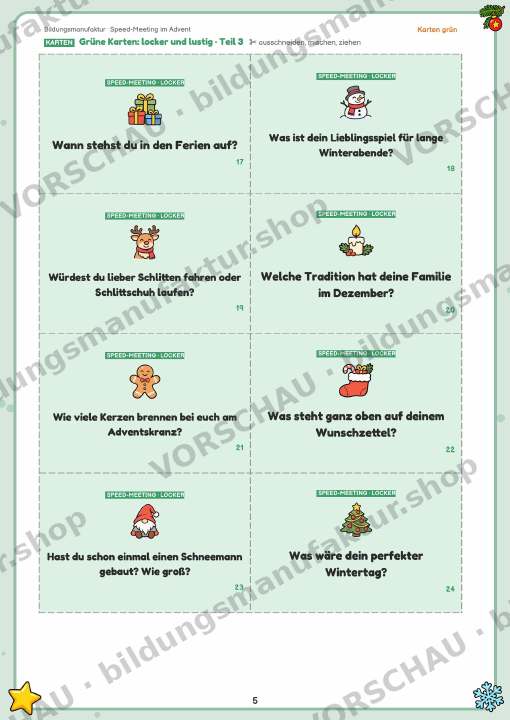 Bildungsmanufaktur · Speed-Meeting im Advent
Karten grün
KARTEN Grüne Karten: locker und lustig · Teil 3 ✂ ausschneiden, mischen, ziehen
SPEED-MEETING · LOCKER
Wann stehst du in den Ferien auf?
17
SPEED-MEETING · LOCKER
Was ist dein Lieblingsspiel für lange
Winterabende?
18
SPEED-MEETING · LOCKER
Würdest du lieber Schlitten fahren oder
Schlittschuh laufen?
19
SPEED-MEETING · LOCKER
Welche Tradition hat deine Familie
im Dezember?
20
SPEED-MEETING · LOCKER
Wie viele Kerzen brennen bei euch am
Adventskranz?
21
SPEED-MEETING · LOCKER
Was steht ganz oben auf deinem
Wunschzettel?
22
SPEED-MEETING · LOCKER
Hast du schon einmal einen Schneemann
gebaut? Wie groß?
23
SPEED-MEETING · LOCKER
Was wäre dein perfekter
Wintertag?
24
5
VORSCHAU · bildungsmanufaktur.shop